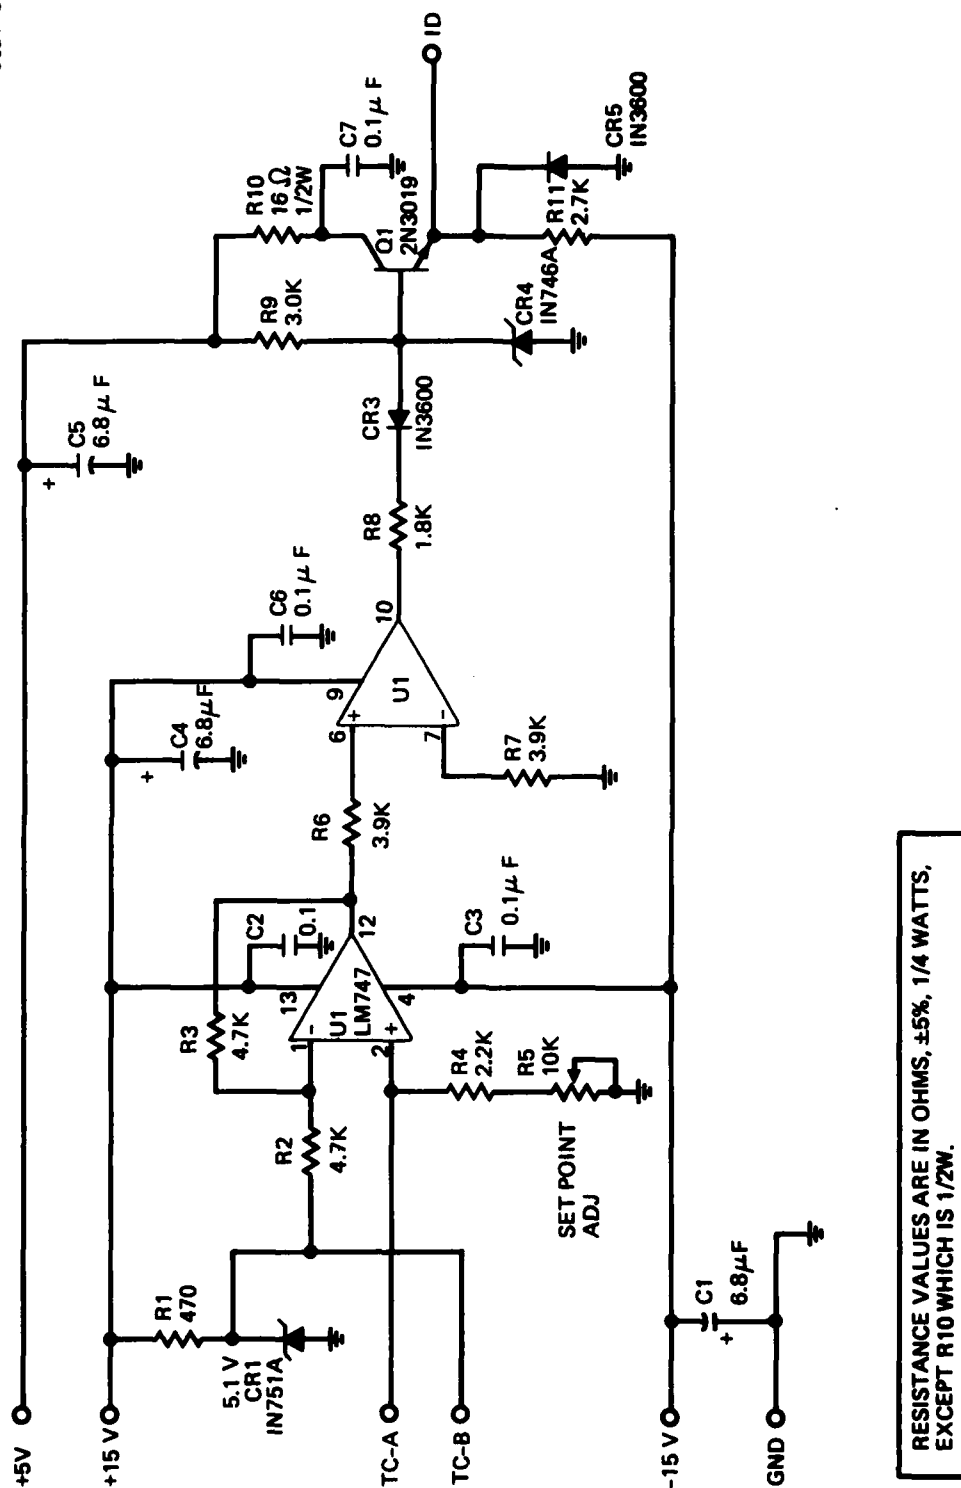 +5V
+15 V
TC-A
TC-B
-15 V
GND
R1
470
5.1 V
CR1
IN751A
R2
4.7K
R3
4.7K
C2
0.1
13
1
-
U1
LM747
2
+
4
12
R4
2.2K
R5
10K
SET POINT
ADJ
C3
0.1μF
C1
6.8μF
+
R6
3.9K
+
C4
6.8μF
C6
0.1μF
9
6
+
U1
7
-
10
R7
3.9K
+
C5
6.8μF
R8
1.8K
CR3
IN3600
R9
3.0K
R10
16 Ω
1/2W
C7
0.1μF
Q1
2N3019
CR4
IN746A
R11
2.7K
CR5
IN3600
ID
RESISTANCE VALUES ARE IN OHMS, ±5%, 1/4 WATTS,
EXCEPT R10 WHICH IS 1/2W.